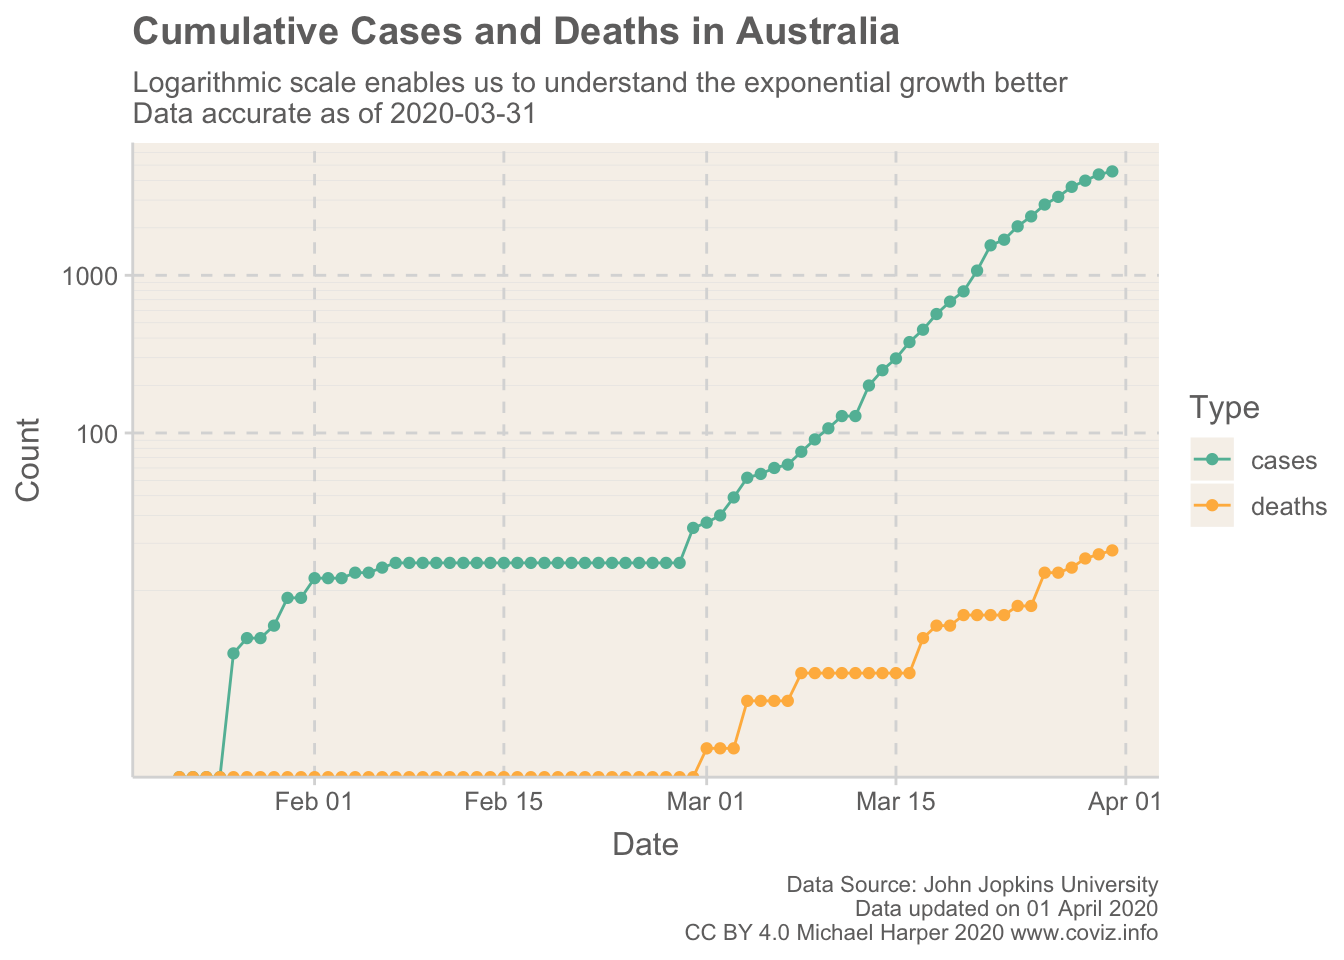 Cumulative Cases and Deaths in Australia
Logarithmic scale enables us to understand the exponential growth better
Data accurate as of 2020-03-31
1000
100
Count
Feb 01
Feb 15
Mar 01
Mar 15
Apr 01
Date
Type
cases
deaths
Data Source: John Jopkins University
Data updated on 01 April 2020
CC BY 4.0 Michael Harper 2020 www.coviz.info